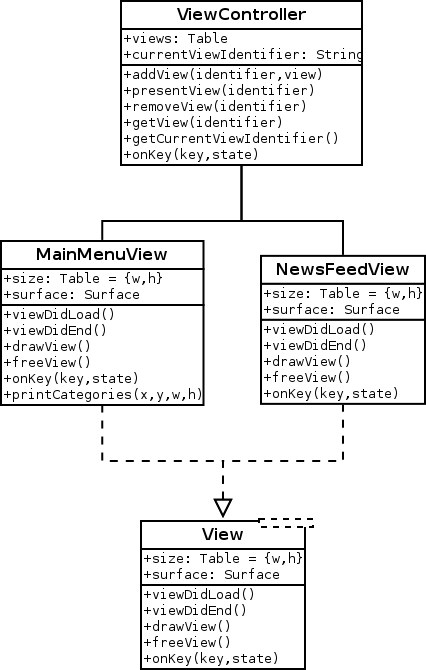 ViewController
+views: Table
+currentViewIdentifier: String
+addView(identifier,view)
+presentView(identifier)
+removeView(identifier)
+getView(identifier)
+getCurrentViewIdentifier()
+onKey(key,state)
MainMenuView
+size: Table = {w,h}
+surface: Surface
+viewDidLoad()
+viewDidEnd()
+drawView()
+freeView()
+onKey(key,state)
+printCategories(x,y,w,h)
NewsFeedView
+size: Table = {w,h}
+surface: Surface
+viewDidLoad()
+viewDidEnd()
+drawView()
+freeView()
+onKey(key,state)
View
+size: Table = {w,h}
+surface: Surface
+viewDidLoad()
+viewDidEnd()
+drawView()
+freeView()
+onKey(key,state)